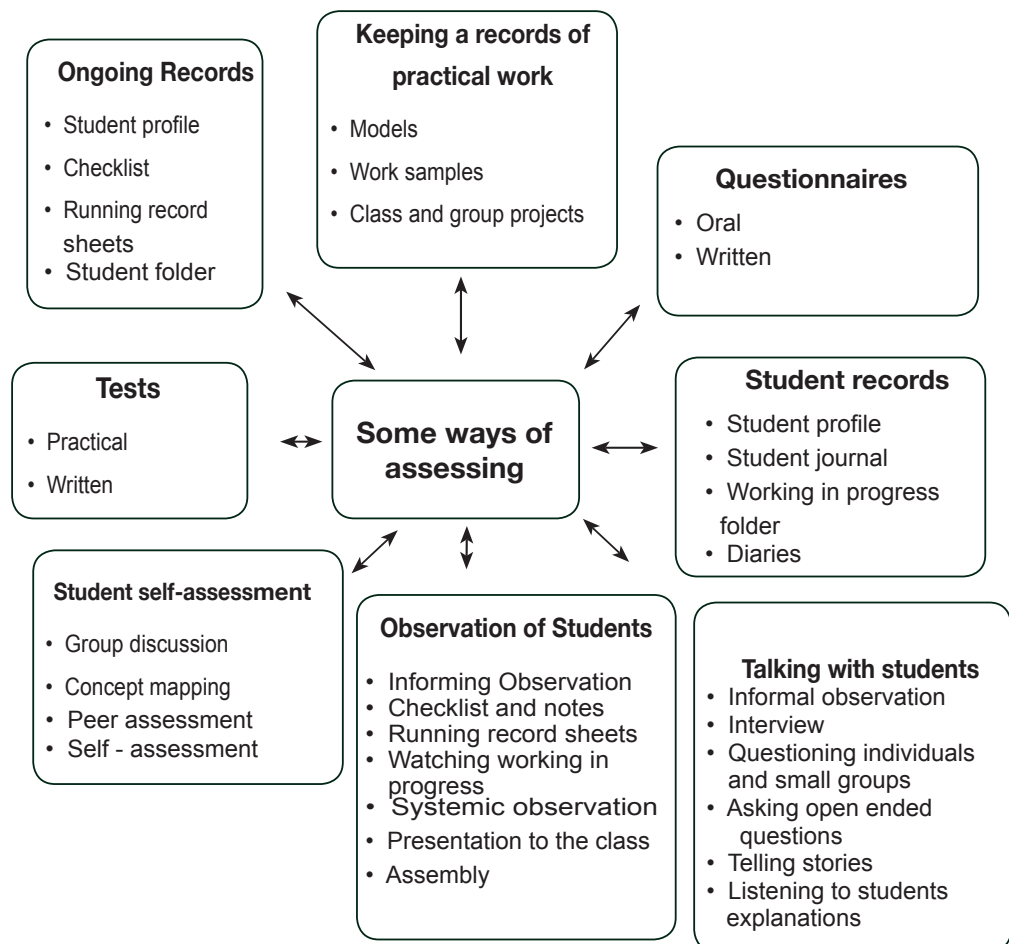 Keeping a records of
practical work
• Models
• Work samples
• Class and group projects
Ongoing Records
• Student profile
• Checklist
• Running record
sheets
• Student folder
Questionnaires
• Oral
• Written
Tests
• Practical
• Written
Some ways of
assessing
Student records
• Student profile
• Student journal
• Working in progress
folder
• Diaries
Student self-assessment
• Group discussion
• Concept mapping
• Peer assessment
• Self - assessment
Observation of Students
• Informing Observation
• Checklist and notes
• Running record sheets
• Watching working in
progress
• Systemic observation
• Presentation to the class
• Assembly
Talking with students
• Informal observation
• Interview
• Questioning individuals
and small groups
• Asking open ended
questions
• Telling stories
• Listening to students
explanations